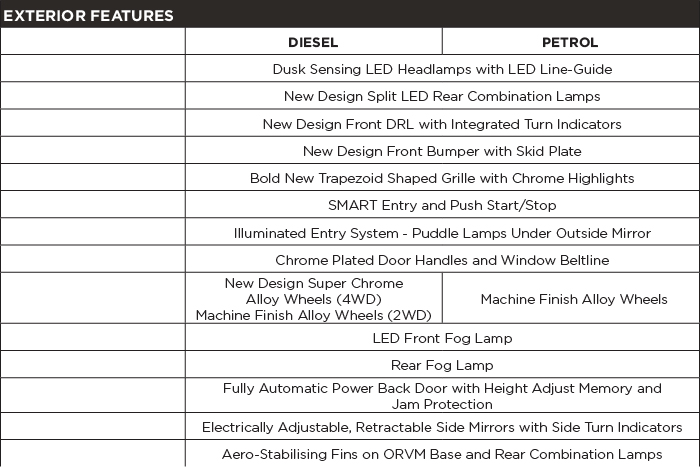 EXTERIOR FEATURES
DIESEL PETROL
Dusk Sensing LED Headlamps with LED Line-Guide
New Design Split LED Rear Combination Lamps
New Design Front DRL with Integrated Turn Indicators
New Design Front Bumper with Skid Plate
Bold New Trapezoid Shaped Grille with Chrome Highlights
SMART Entry and Push Start/Stop
Illuminated Entry System - Puddle Lamps Under Outside Mirror
Chrome Plated Door Handles and Window Beltline
New Design Super Chrome
Alloy Wheels (4WD)
Machine Finish Alloy Wheels (2WD)
Machine Finish Alloy Wheels
LED Front Fog Lamp
Rear Fog Lamp
Fully Automatic Power Back Door with Height Adjust Memory and
Jam Protection
Electrically Adjustable, Retractable Side Mirrors with Side Turn Indicators
Aero-Stabilising Fins on ORVM Base and Rear Combination Lamps